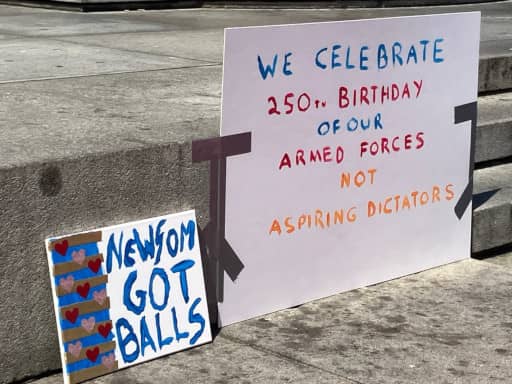 WE CELEBRATE
250TH BIRTHDAY
OF OUR
ARMED FORCES
NOT
ASPIRING DICTATORS
NEWSOM
GOT
BALLS